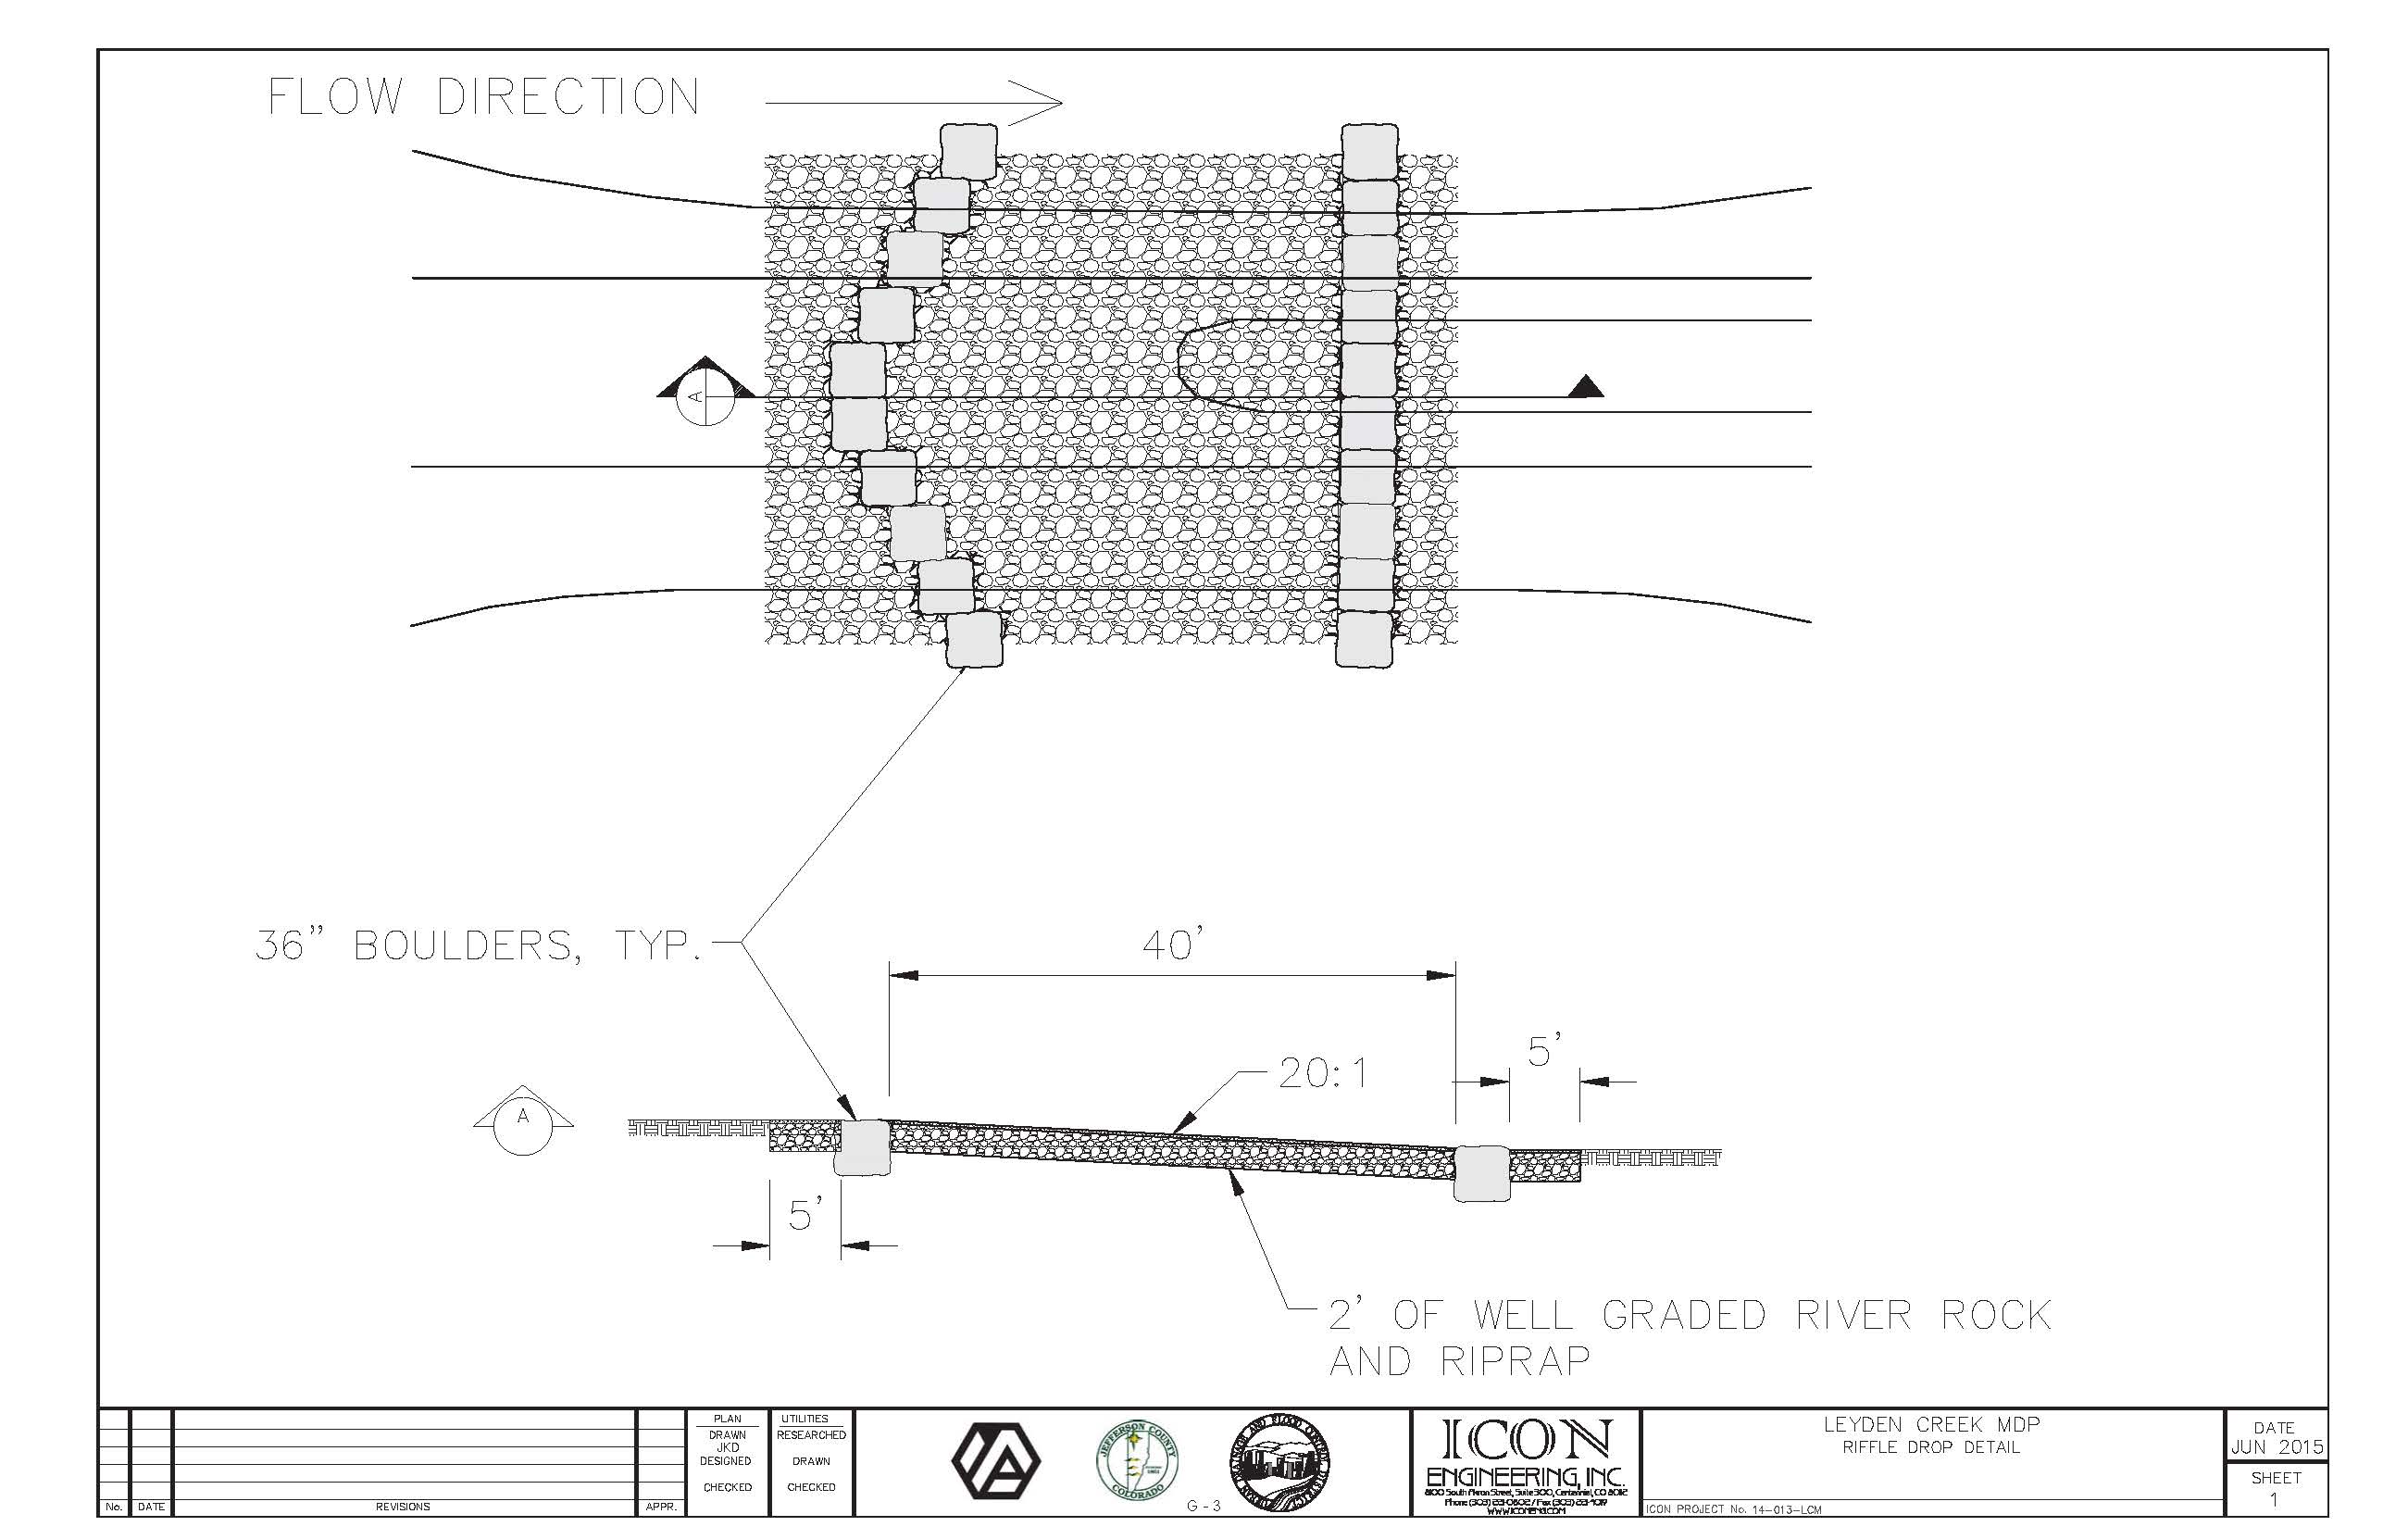 FLOW DIRECTION
A
36” BOULDERS, TYP.
40’
5’
20:1
A
5’
2’ OF WELL GRADED RIVER ROCK
AND RIPRAP
No. DATE REVISIONS APPR.
PLAN
DRAWN
JKD
DESIGNED
CHECKED
UTILITIES
RESEARCHED
DRAWN
CHECKED
JEFFERSON COUNTY
COLORADO
G - 3
ICON
ENGINEERING, INC.
8100 South Akron Street, Suite 300, Centennial, CO 80112
Phone (303) 221-0802 / Fax (303) 221-4019
WWW.ICONENG.COM
LEYDEN CREEK MDP
RIFFLE DROP DETAIL
ICON PROJECT No. 14-013-LCM
DATE
JUN 2015
SHEET
1